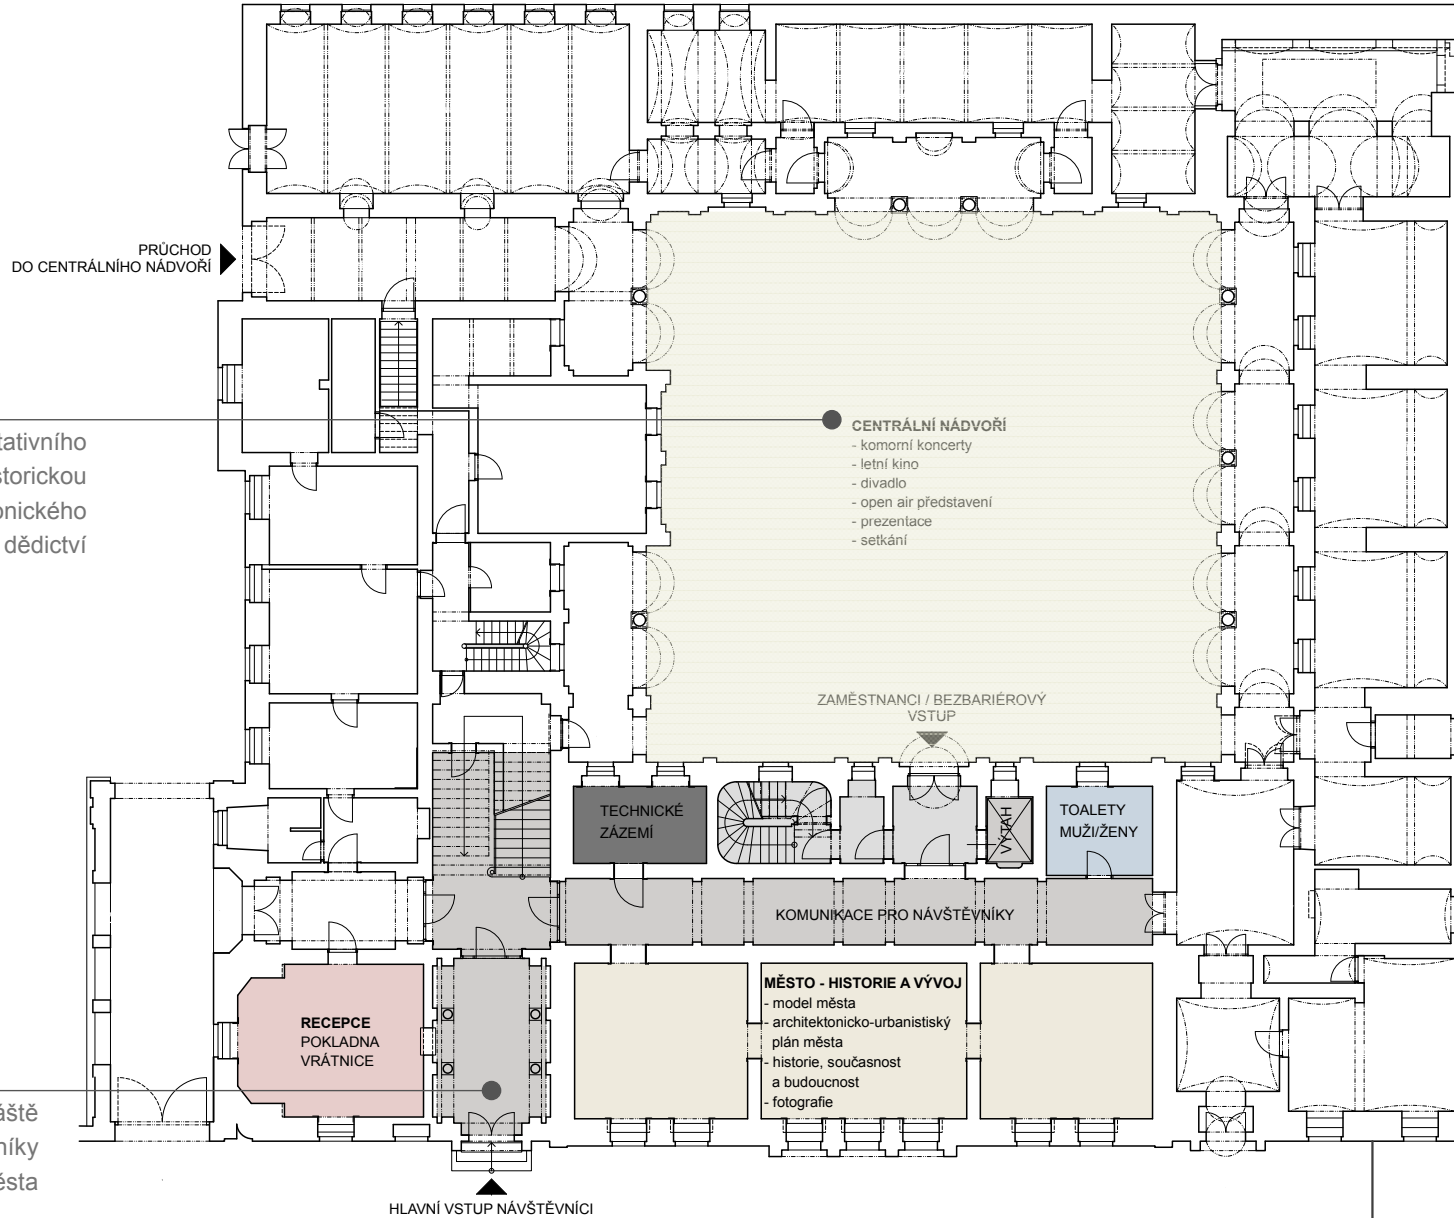 PRŮCHOD
DO CENTRÁLNÍHO NÁDVOŘÍ
tativního
storickou
onického
dědictví
CENTRÁLNÍ NÁDVOŘÍ
- komorní koncerty
- letní kino
- divadlo
- open air představení
- prezentace
- setkání
ZAMĚSTNANCI / BEZBARIÉROVÝ
VSTUP
TECHNICKÉ
ZÁZEMÍ
VÝTAH
TOALETY
MUŽI/ŽENY
KOMUNIKACE PRO NÁVŠTĚVNÍKY
RECEPCE
POKLADNA
VRÁTNICE
MĚSTO - HISTORIE A VÝVOJ
- model města
- architektonicko-urbanistiský
plán města
- historie, současnost
a budoucnost
- fotografie
áště
níky
ěsta
HLAVNÍ VSTUP NÁVŠTĚVNÍCI